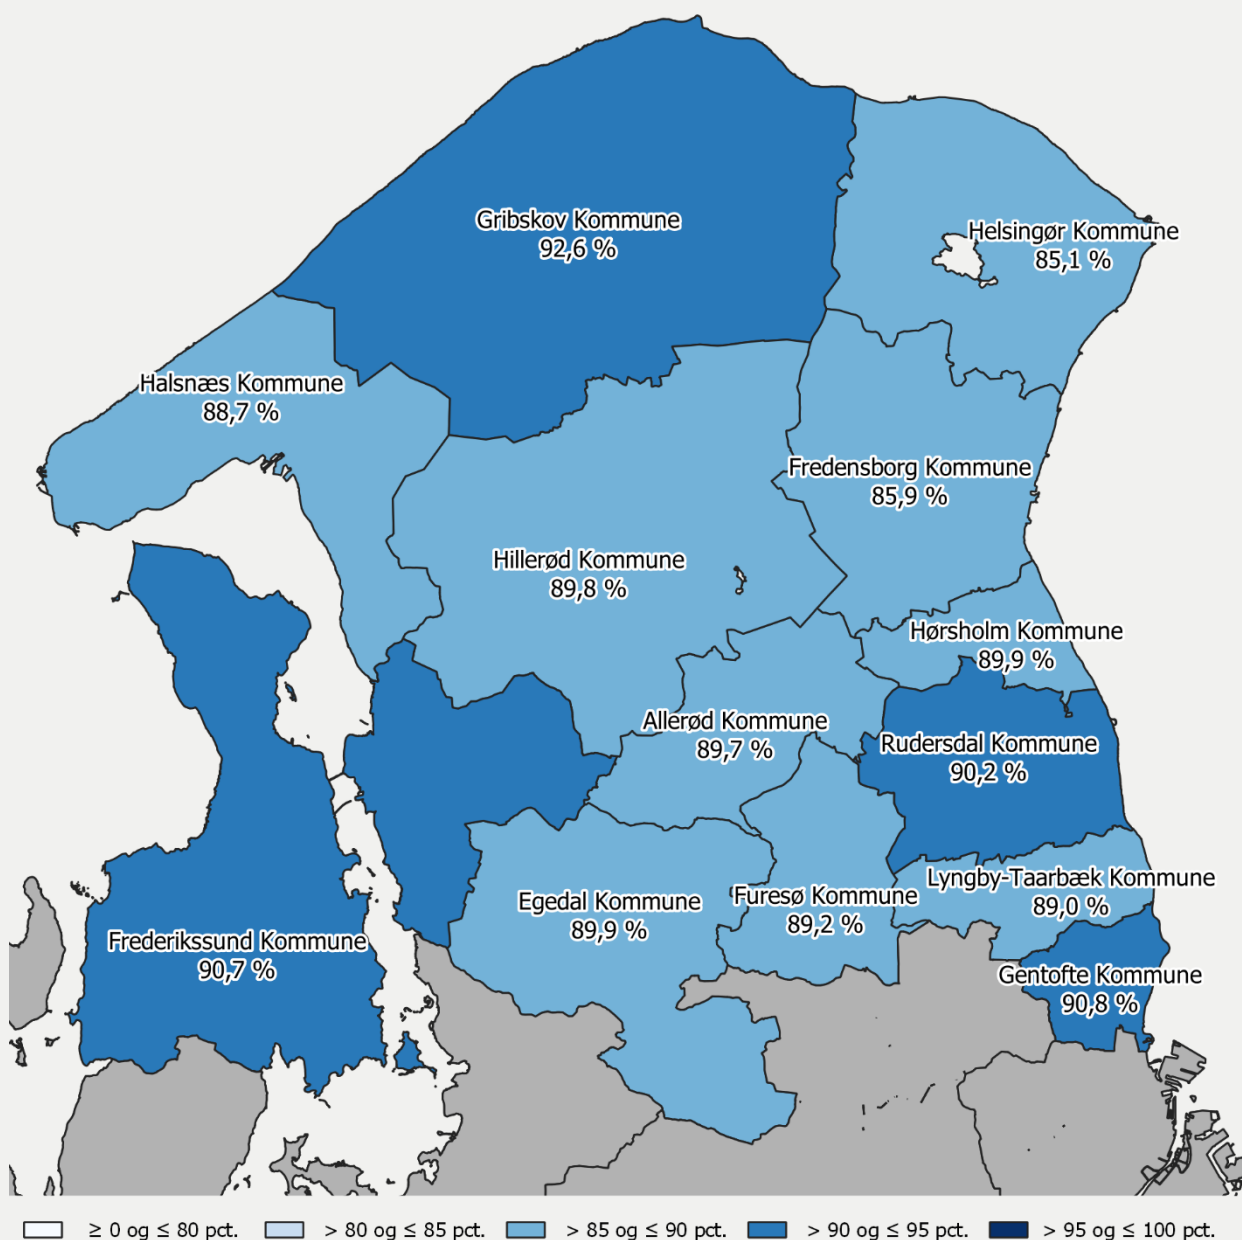 Gribskov Kommune
92,6 %
Helsingør Kommune
85,1 %
Halsnæs Kommune
88,7 %
Fredensborg Kommune
85,9 %
Hillerød Kommune
89,8 %
Hørsholm Kommune
89,9 %
Allerød Kommune
89,7 %
Rudersdal Kommune
90,2 %
Lyngby-Taarbæk Kommune
89,0 %
Furesø Kommune
89,2 %
Egedal Kommune
89,9 %
Frederikssund Kommune
90,7 %
Gentofte Kommune
90,8 %
≥ 0 og ≤ 80 pct. > 80 og ≤ 85 pct. > 85 og ≤ 90 pct. > 90 og ≤ 95 pct. > 95 og ≤ 100 pct.